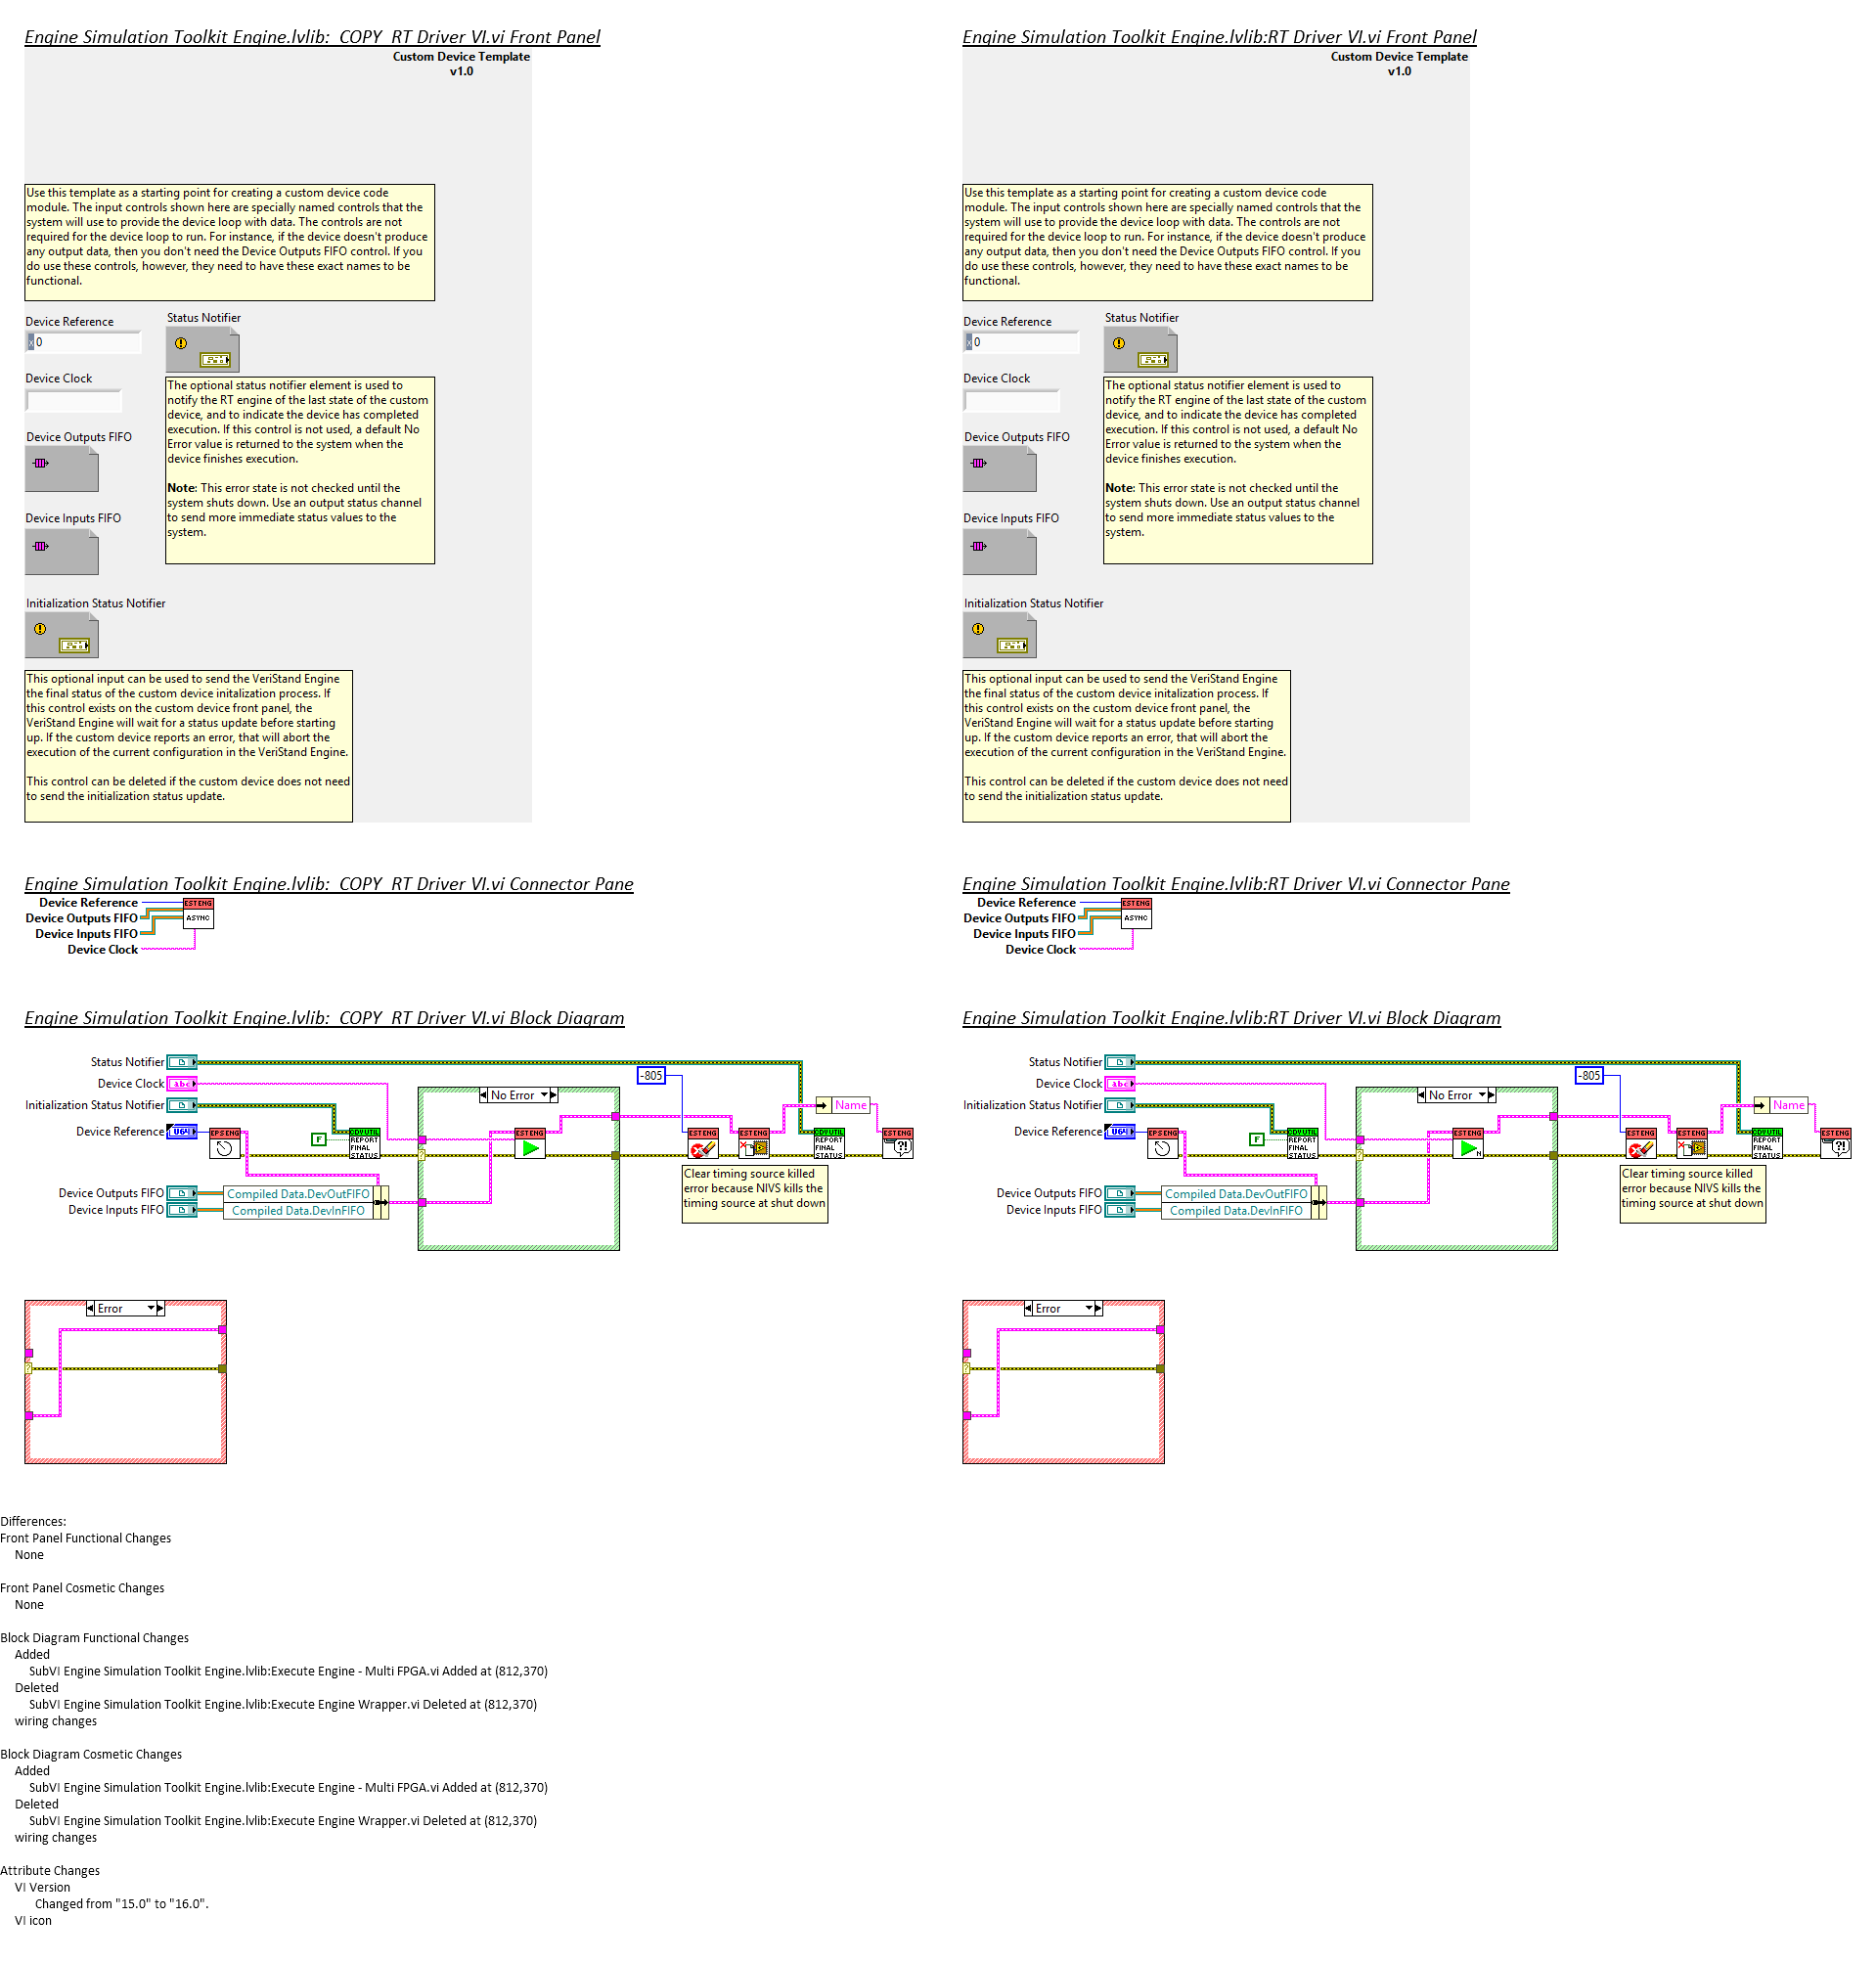 Engine Simulation Toolkit Engine.lvlib:_COPY_RT Driver VI.vi Front Panel
Custom Device Template
v1.0
Use this template as a starting point for creating a custom device code
module. The input controls shown here are specially named controls that the
system will use to provide the device loop with data. The controls are not
required for the device loop to run. For instance, if the device doesn't produce
any output data, then you don't need the Device Outputs FIFO control. If you
do use these controls, however, they need to have these exact names to be
functional.
Device Reference
x 0
Status Notifier
Device Clock
The optional status notifier element is used to
notify the RT engine of the last state of the custom
device, and to indicate the device has completed
execution. If this control is not used, a default No
Error value is returned to the system when the
device finishes execution.
Note: This error state is not checked until the
system shuts down. Use an output status channel
to send more immediate status values to the
system.
Device Outputs FIFO
Device Inputs FIFO
Initialization Status Notifier
This optional input can be used to send the VeriStand Engine
the final status of the custom device initalization process. If
this control exists on the custom device front panel, the
VeriStand Engine will wait for a status update before starting
up. If the custom device reports an error, that will abort the
execution of the current configuration in the VeriStand Engine.
This control can be deleted if the custom device does not need
to send the initialization status update.
Engine Simulation Toolkit Engine.lvlib:RT Driver VI.vi Front Panel
Custom Device Template
v1.0
Use this template as a starting point for creating a custom device code
module. The input controls shown here are specially named controls that the
system will use to provide the device loop with data. The controls are not
required for the device loop to run. For instance, if the device doesn't produce
any output data, then you don't need the Device Outputs FIFO control. If you
do use these controls, however, they need to have these exact names to be
functional.
Device Reference
x 0
Status Notifier
Device Clock
The optional status notifier element is used to
notify the RT engine of the last state of the custom
device, and to indicate the device has completed
execution. If this control is not used, a default No
Error value is returned to the system when the
device finishes execution.
Note: This error state is not checked until the
system shuts down. Use an output status channel
to send more immediate status values to the
system.
Device Outputs FIFO
Device Inputs FIFO
Initialization Status Notifier
This optional input can be used to send the VeriStand Engine
the final status of the custom device initalization process. If
this control exists on the custom device front panel, the
VeriStand Engine will wait for a status update before starting
up. If the custom device reports an error, that will abort the
execution of the current configuration in the VeriStand Engine.
This control can be deleted if the custom device does not need
to send the initialization status update.
Engine Simulation Toolkit Engine.lvlib:_COPY_RT Driver VI.vi Connector Pane
Device Reference
Device Outputs FIFO
Device Inputs FIFO
Device Clock
ESTENG
ASYNC
Engine Simulation Toolkit Engine.lvlib:RT Driver VI.vi Connector Pane
Device Reference
Device Outputs FIFO
Device Inputs FIFO
Device Clock
ESTENG
ASYNC
Engine Simulation Toolkit Engine.lvlib:_COPY_RT Driver VI.vi Block Diagram
Status Notifier
Device Clock
abc
Initialization Status Notifier
Device Reference
U64
EPSENG
F
CDVUTIL
REPORT
FINAL
STATUS
Device Outputs FIFO
Device Inputs FIFO
Compiled Data.DevOutFIFO
Compiled Data.DevInFIFO
No Error
ESTENG
-805
ESTENG
ESTENG
CDVUTIL
REPORT
FINAL
STATUS
Name
ESTENG
?!
Clear timing source killed
error because NIVS kills the
timing source at shut down
Error
Engine Simulation Toolkit Engine.lvlib:RT Driver VI.vi Block Diagram
Status Notifier
Device Clock
abc
Initialization Status Notifier
Device Reference
U64
EPSENG
F
CDVUTIL
REPORT
FINAL
STATUS
Device Outputs FIFO
Device Inputs FIFO
Compiled Data.DevOutFIFO
Compiled Data.DevInFIFO
No Error
ESTENG
N
-805
ESTENG
ESTENG
CDVUTIL
REPORT
FINAL
STATUS
Name
ESTENG
?!
Clear timing source killed
error because NIVS kills the
timing source at shut down
Error
Differences:
Front Panel Functional Changes
None
Front Panel Cosmetic Changes
None
Block Diagram Functional Changes
Added
SubVI Engine Simulation Toolkit Engine.lvlib:Execute Engine - Multi FPGA.vi Added at (812,370)
Deleted
SubVI Engine Simulation Toolkit Engine.lvlib:Execute Engine Wrapper.vi Deleted at (812,370)
wiring changes
Block Diagram Cosmetic Changes
Added
SubVI Engine Simulation Toolkit Engine.lvlib:Execute Engine - Multi FPGA.vi Added at (812,370)
Deleted
SubVI Engine Simulation Toolkit Engine.lvlib:Execute Engine Wrapper.vi Deleted at (812,370)
wiring changes
Attribute Changes
VI Version
Changed from "15.0" to "16.0".
VI icon